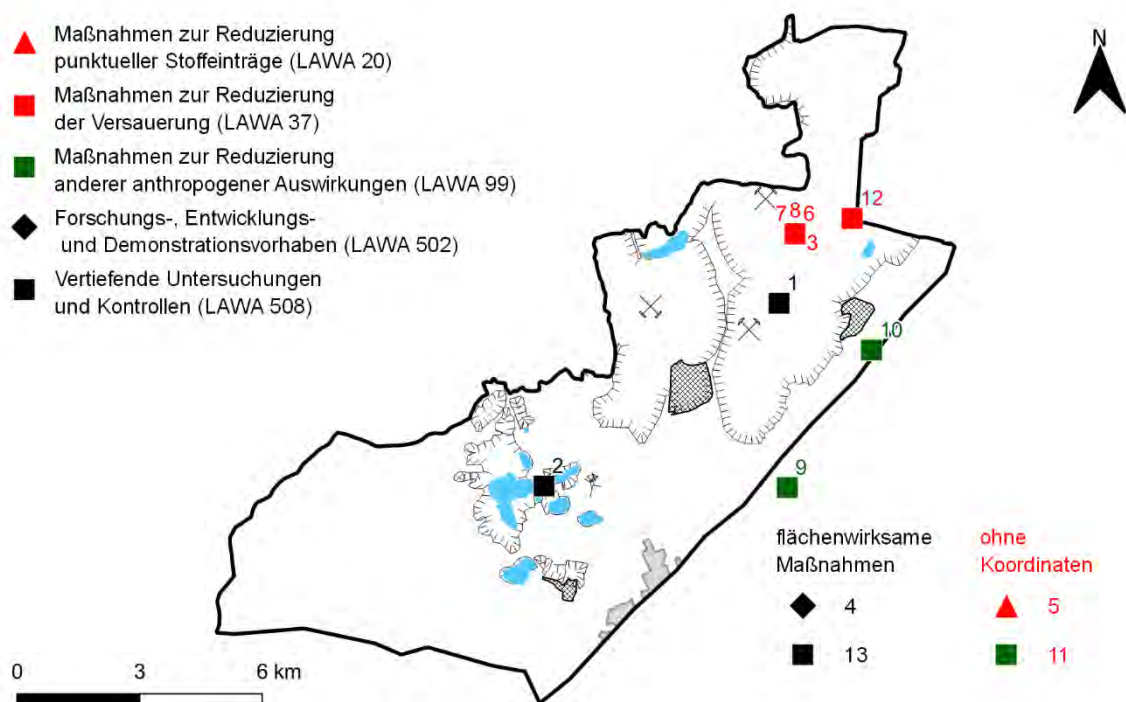 Maßnahmen zur Reduzierung
punktueller Stoffeinträge (LAWA 20)
Maßnahmen zur Reduzierung
der Versauerung (LAWA 37)
Maßnahmen zur Reduzierung
anderer anthropogener Auswirkungen (LAWA 99)
Forschungs-, Entwicklungs-
und Demonstrationsvorhaben (LAWA 502)
Vertiefende Untersuchungen
und Kontrollen (LAWA 508)
N
12
7 8 6
3
1
10
2
9
flächenwirksame
Maßnahmen
4
13
ohne
Koordinaten
5
11
0 3 6 km